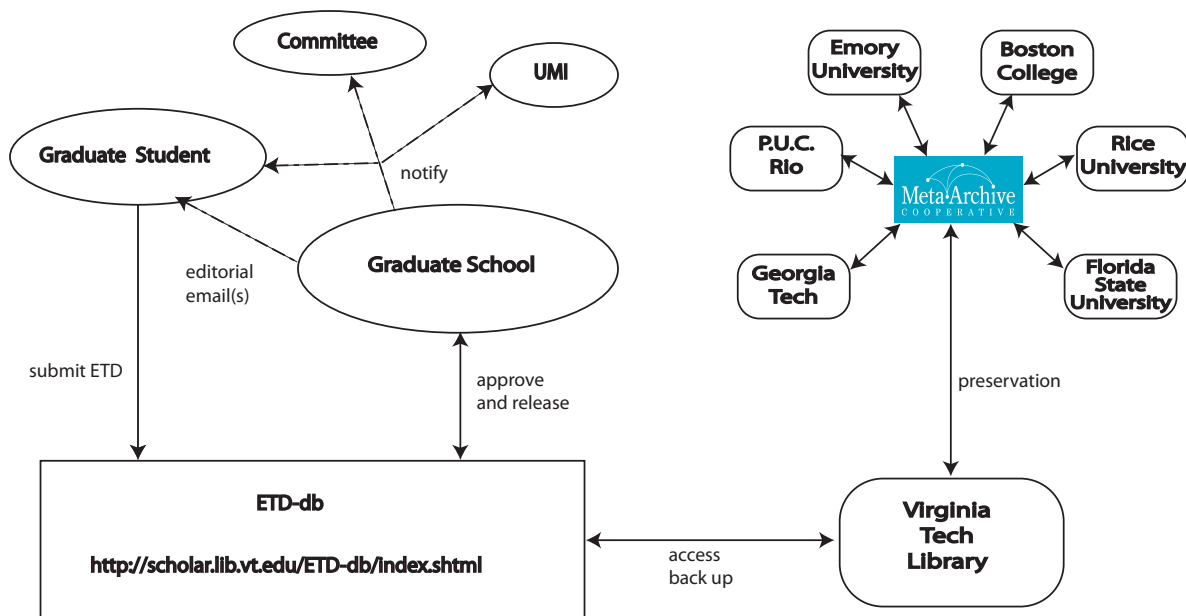 Committee
UMI
Graduate  Student
notify
Graduate School
editorial
email(s)
submit ETD
approve
and release
ETD-db
http://scholar.lib.vt.edu/ETD-db/index.shtml
access
back up
Emory
University
Boston
College
P.U.C.
Rio
Rice
University
Meta Archive
COOPERATIVE
Georgia
Tech
Florida
State
University
preservation
Virginia
Tech
Library